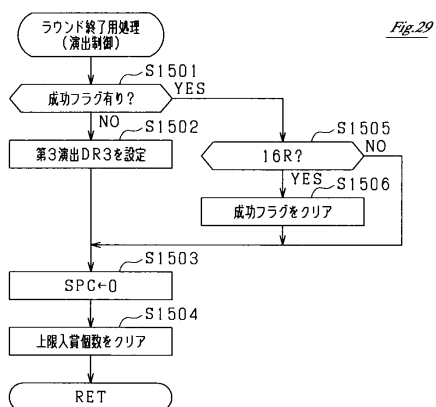 Fig.29
ラウンド終了用処理
(演出制御)
S1501
成功フラグ有り?
YES
NO
S1502
第3演出DR3を設定
S1505
16R?
NO
YES
S1506
成功フラグをクリア
S1503
SPC←0
S1504
上限入賞個数をクリア
RET